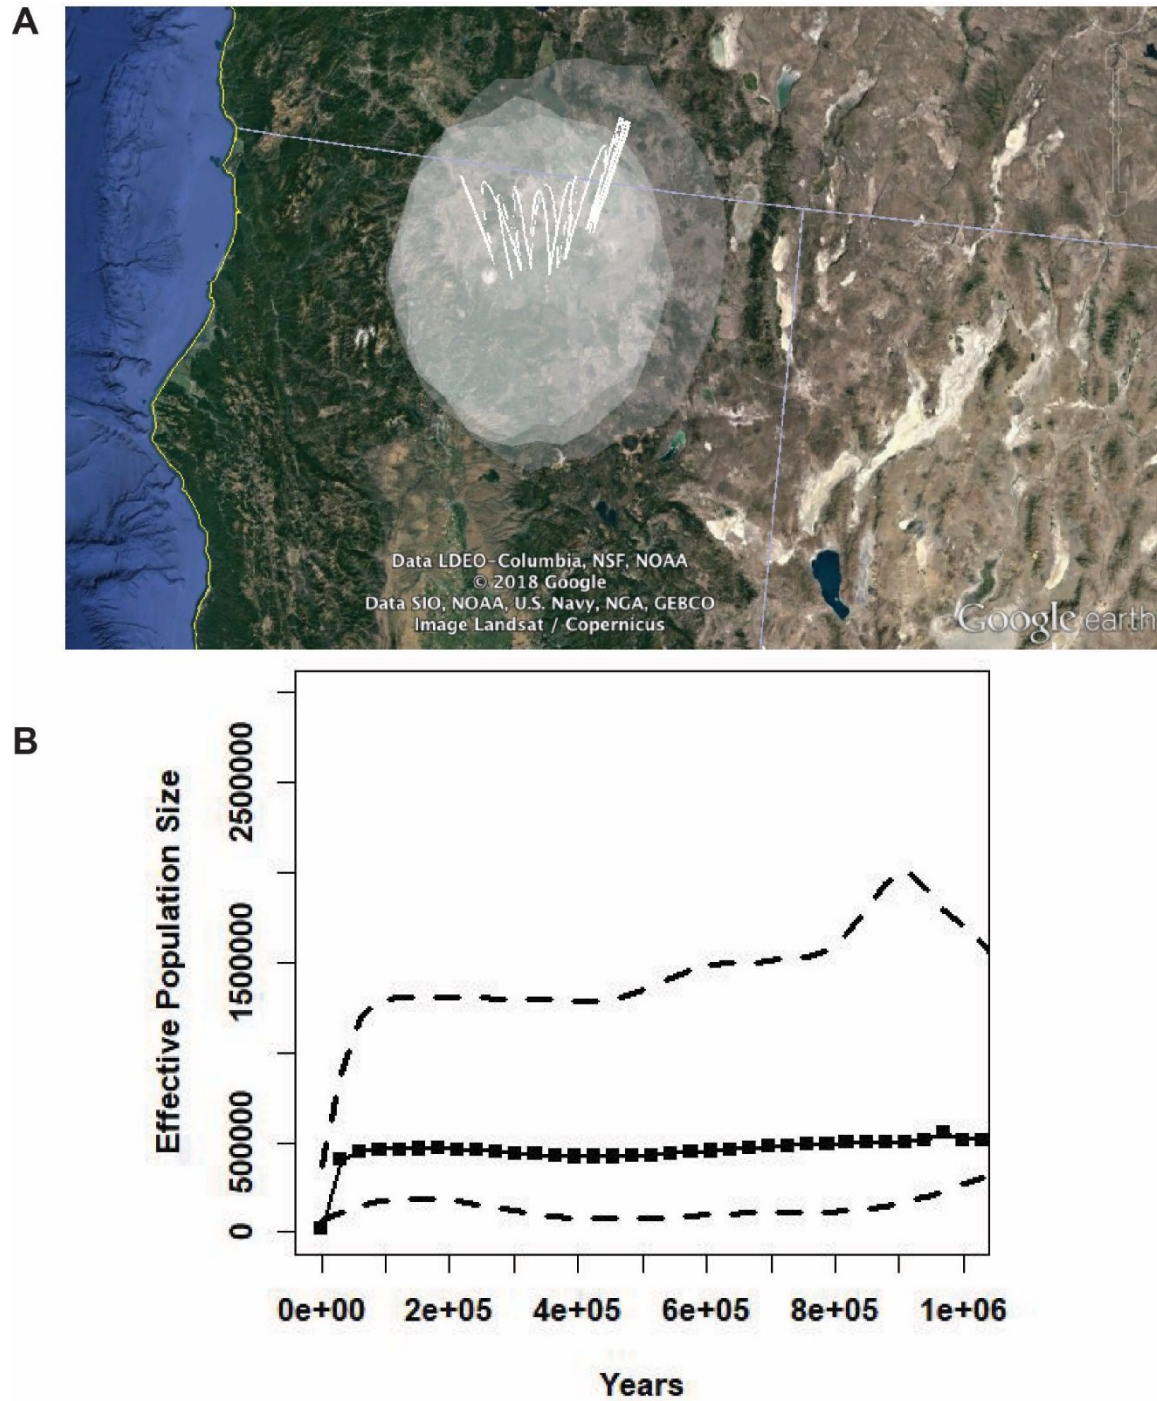 A
Data LDEO-Columbia, NSF, NOAA
© 2018 Google
Data SIO, NOAA, U.S. Navy, NGA, GEBCO
Image Landsat / Copernicus
Google earth
B
Effective Population Size
2500000
1500000
500000
0
0e+00 2e+05 4e+05 6e+05 8e+05 1e+06
Years